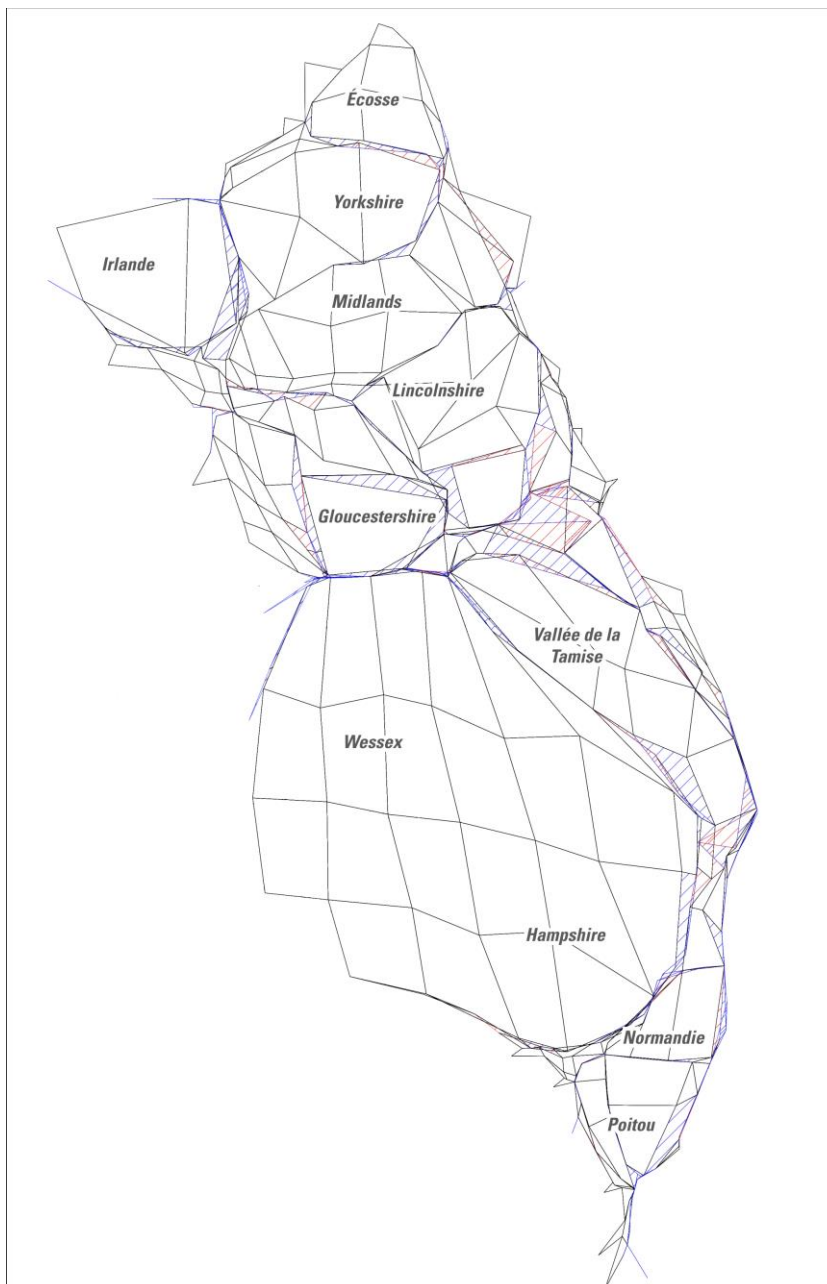 Écosse
Yorkshire
Irlande
Midlands
Lincolnshire
Gloucestershire
Vallée de la
Tamise
Wessex
Hampshire
Normandie
Poitou